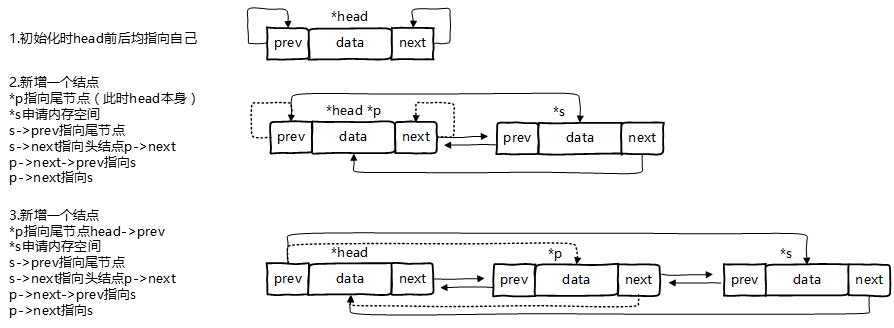 1.初始化时head前后均指向自己
*head
prev data next
2.新增一个结点
*p指向尾节点（此时head本身）
*s申请内存空间
s->prev指向尾节点
s->next指向头结点p->next
p->next->prev指向s
p->next指向s
*head *p
*s
prev data next
prev data next
3.新增一个结点
*p指向尾节点head->prev
*s申请内存空间
s->prev指向尾节点
s->next指向头结点p->next
p->next->prev指向s
p->next指向s
*head
*p
*s
prev data next
prev data next
prev data next